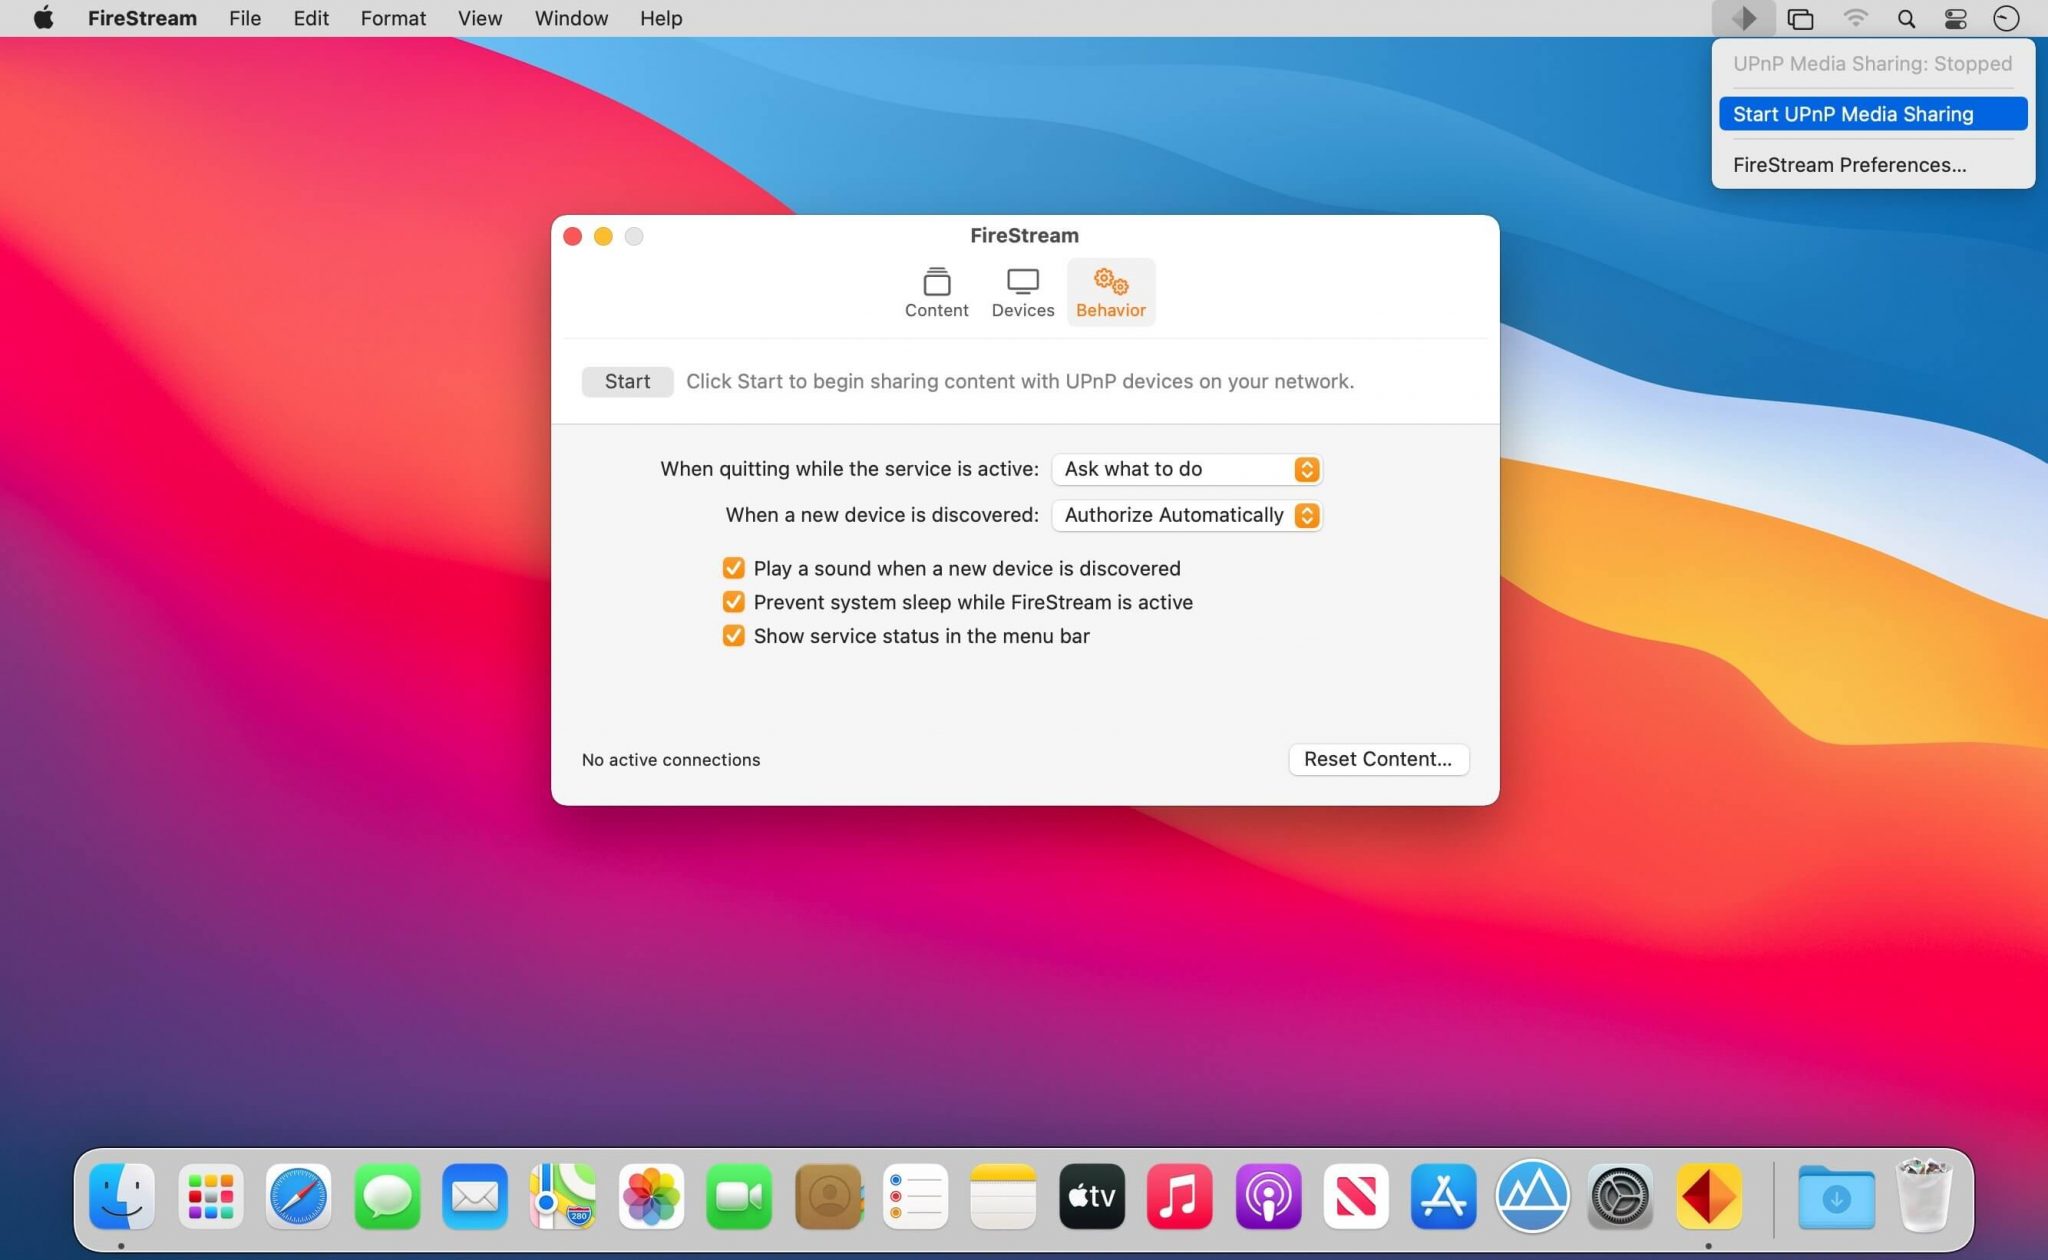 FireStream File Edit Format View Window Help
UPnP Media Sharing: Stopped
Start UPnP Media Sharing
FireStream Preferences...
FireStream
Content Devices Behavior
Start Click Start to begin sharing content with UPnP devices on your network.
When quitting while the service is active: Ask what to do
When a new device is discovered: Authorize Automatically
Play a sound when a new device is discovered
Prevent system sleep while FireStream is active
Show service status in the menu bar
No active connections Reset Content...
280
tv